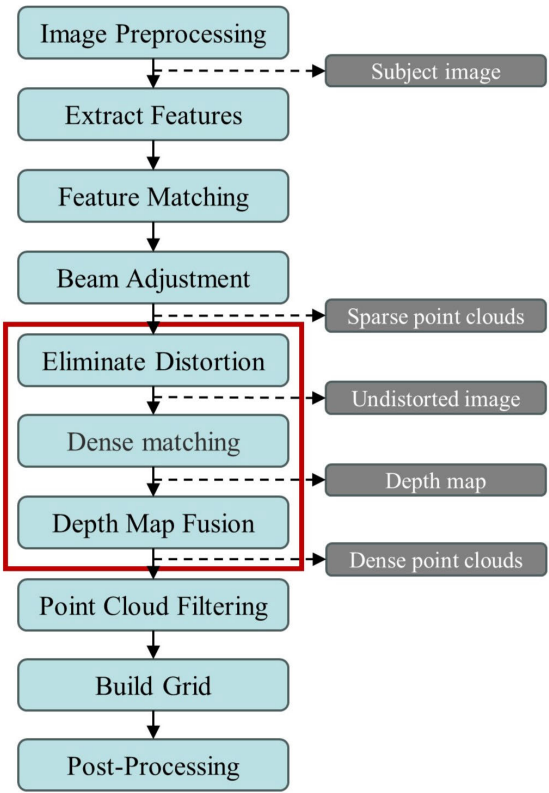 Image Preprocessing
Subject image
Extract Features
Feature Matching
Beam Adjustment
Sparse point clouds
Eliminate Distortion
Undistorted image
Dense matching
Depth map
Depth Map Fusion
Dense point clouds
Point Cloud Filtering
Build Grid
Post-Processing